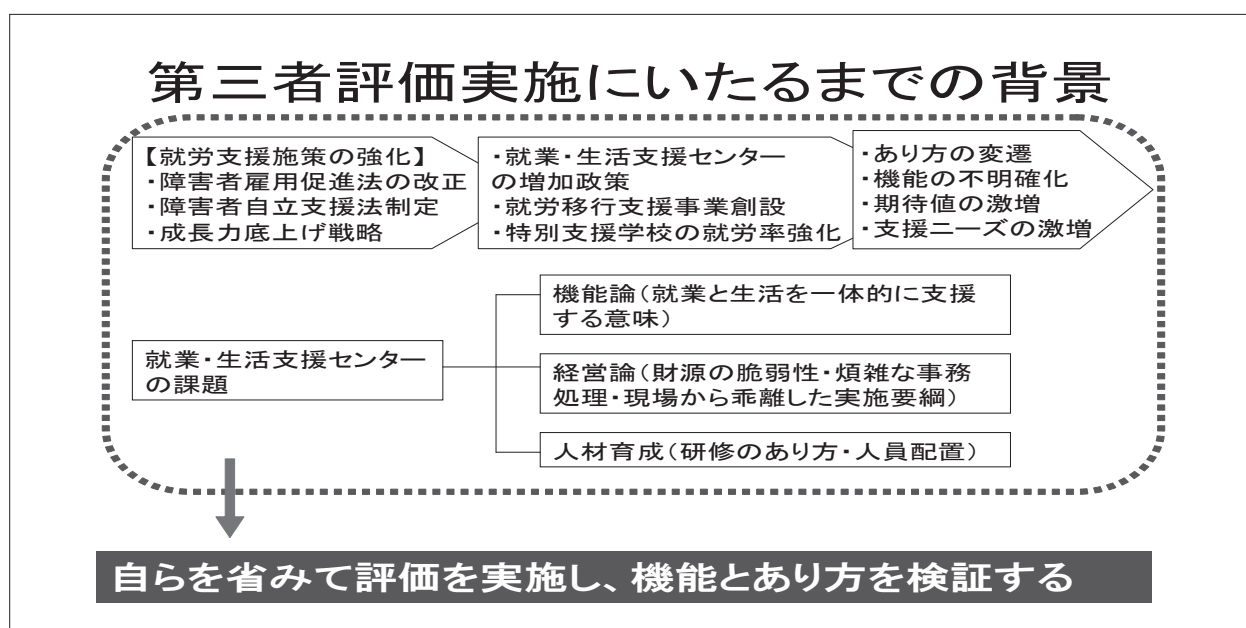 第三者評価実施にいたるまでの背景
【就労支援施策の強化】
・障害者雇用促進法の改正
・障害者自立支援法制定
・成長力底上げ戦略
・就業・生活支援センター
の増加政策
・就労移行支援事業創設
・特別支援学校の就労率強化
・あり方の変遷
・機能の不明確化
・期待値の激増
・支援ニーズの激増
就業・生活支援センター
の課題
機能論(就業と生活を一体的に支援
する意味)
経営論(財源の脆弱性・煩雑な事務
処理・現場から乖離した実施要綱)
人材育成(研修のあり方・人員配置)
自らを省みて評価を実施し、機能とあり方を検証する